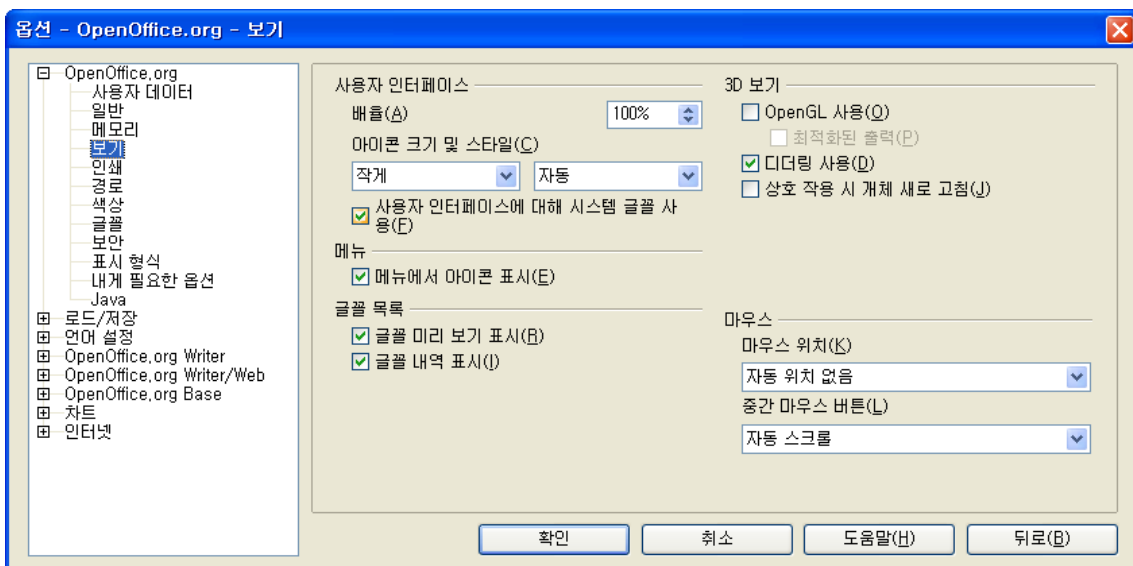 옵션 - OpenOffice.org - 보기
OpenOffice.org
사용자 데이터
일반
메모리
보기
인쇄
경로
색상
글꼴
보안
표시 형식
내게 필요한 옵션
Java
로드/저장
언어 설정
OpenOffice.org Writer
OpenOffice.org Writer/Web
OpenOffice.org Base
차트
인터넷
사용자 인터페이스
배율(A) 100%
아이콘 크기 및 스타일(C)
작게 자동
사용자 인터페이스에 대해 시스템 글꼴 사
용(F)
메뉴
메뉴에서 아이콘 표시(E)
글꼴 목록
글꼴 미리 보기 표시(R)
글꼴 내역 표시(I)
3D 보기
OpenGL 사용(O)
최적화된 출력(P)
디더링 사용(D)
상호 작용 시 개체 새로 고침(J)
마우스
마우스 위치(K)
자동 위치 없음
중간 마우스 버튼(L)
자동 스크롤
확인 취소 도움말(H) 뒤로(B)